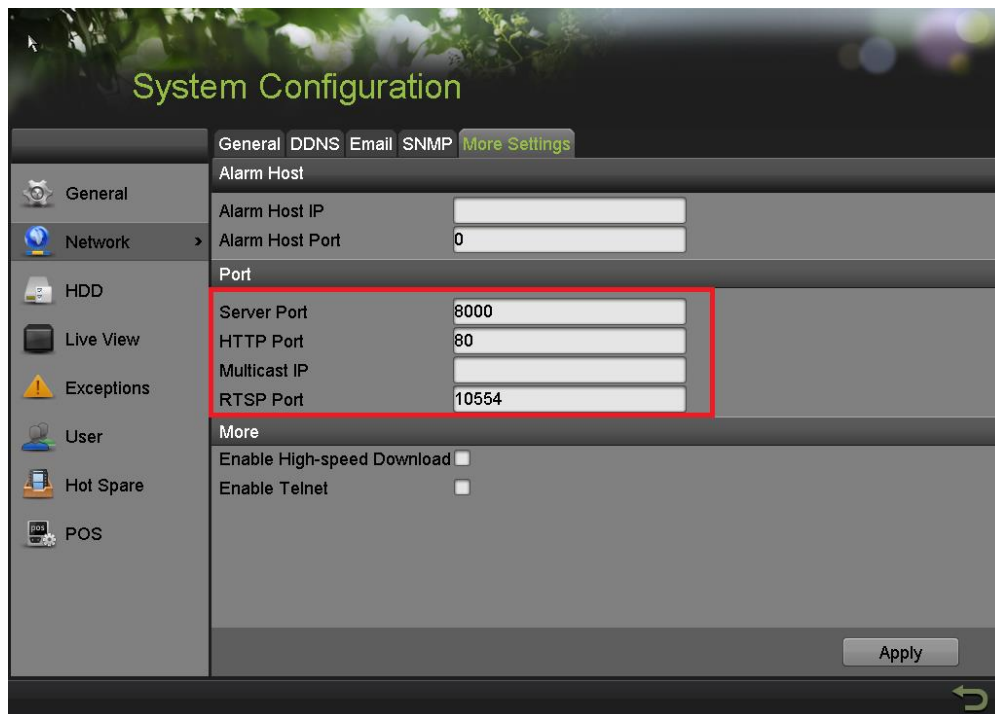 System Configuration
General DDNS Email SNMP More Settings
Alarm Host
General
Alarm Host IP
Network > Alarm Host Port 0
Port
HDD
Server Port 8000
Live View
HTTP Port 80
Multicast IP
Exceptions
RTSP Port 10554
User
More
Enable High-speed Download
Hot Spare
Enable Telnet
POS
pos
Apply